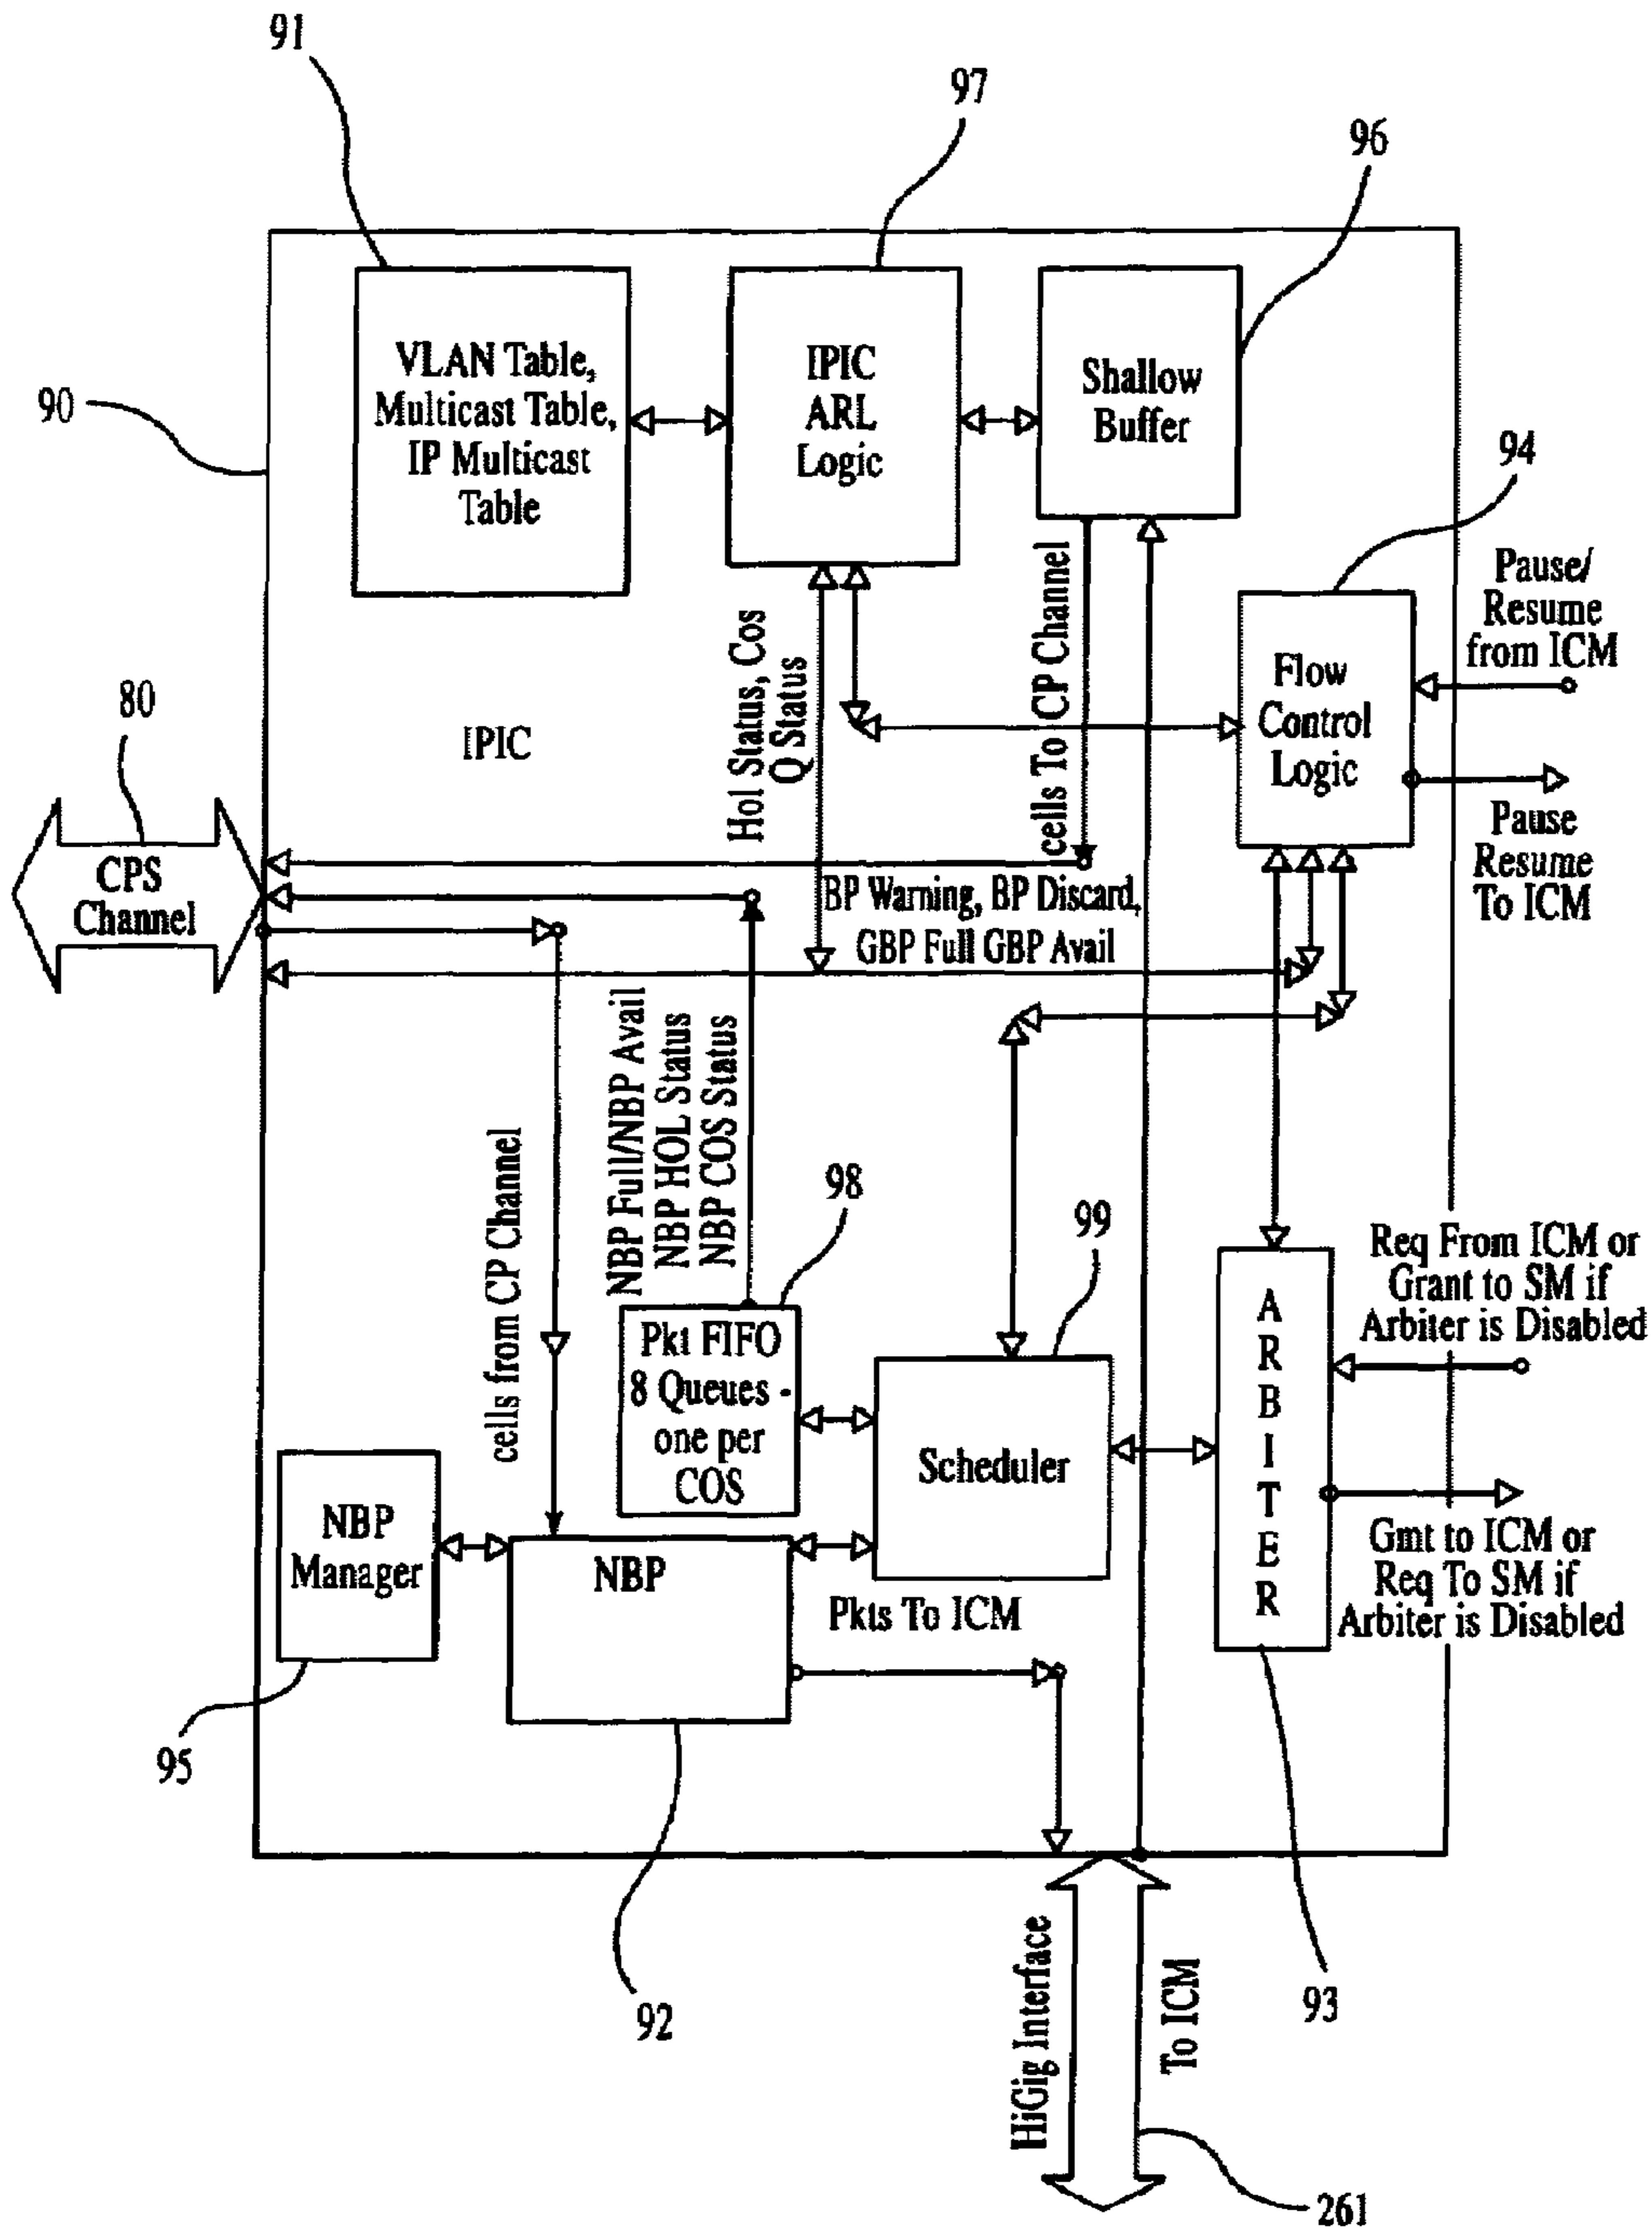 91
97
96
VLAN Table,
Multicast Table,
IP Multicast
Table
IPIC
ARL
Logic
Shallow
Buffer
90
94
Pause/
Resume
from ICM
Flow
Control
Logic
Pause
Resume
To ICM
80
CPS
Channel
IPIC
Hol Status, Cos
Q Status
cells To CP Channel
BP Warning, BP Discard,
GBP Full GBP Avail
NBP Full/NBP Avail
NBP HOL Status
NBP COS Status
cells from CP Channel
98
99
Pkt FIFO
8 Queues -
one per
COS
Scheduler
ARBITER
Req From ICM or
Grant to SM if
Arbiter is Disabled
Gmt to ICM or
Req To SM if
Arbiter is Disabled
NBP
Manager
NBP
Pkts To ICM
95
92
93
HiGig Interface
To ICM
261